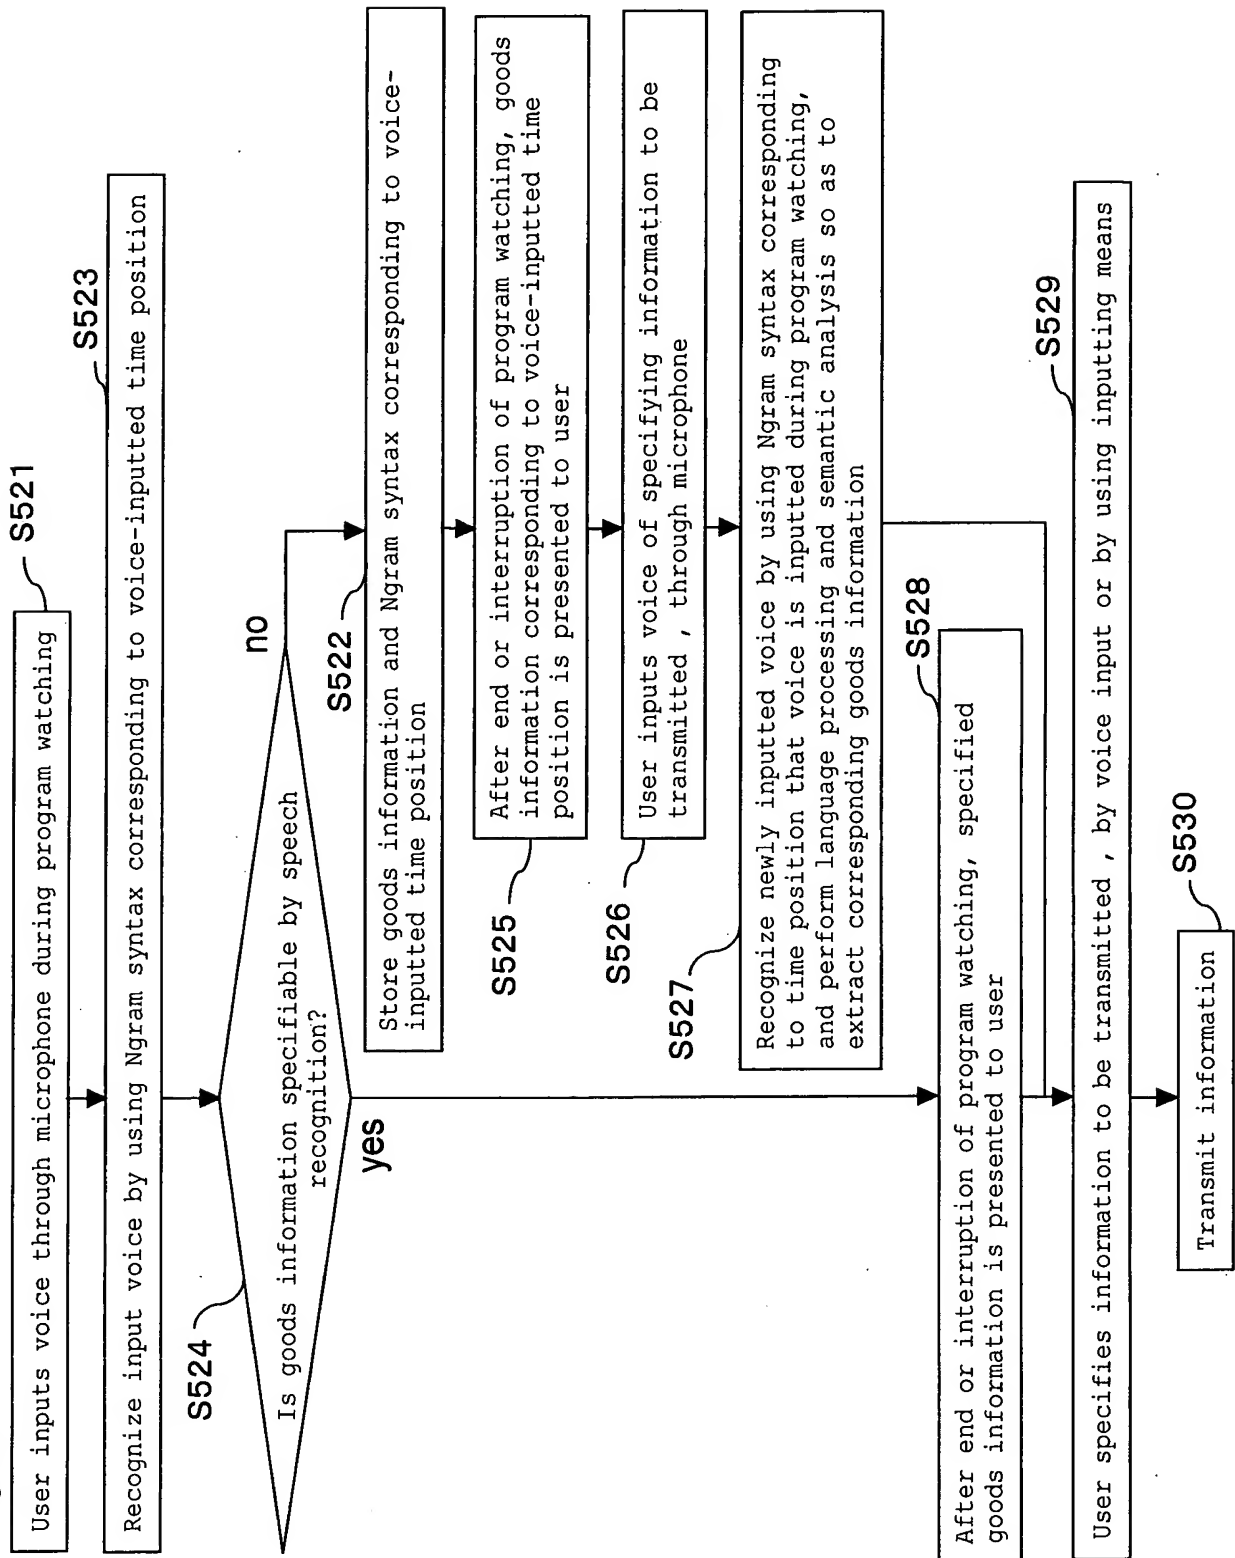 User inputs voice through microphone during program watching
S521
S523
Recognize input voice by using Ngram syntax corresponding to voice-inputted time position
S524
Is goods information specifiable by speech
recognition?
no
yes
S522
Store goods information and Ngram syntax corresponding to voice-
inputted time position
After end or interruption of program watching, goods
information corresponding to voice-inputted time
position is presented to user
S525
User inputs voice of specifying information to be
transmitted , through microphone
S526
S527
Recognize newly inputted voice by using Ngram syntax corresponding
to time position that voice is inputted during program watching,
and perform language processing and semantic analysis so as to
extract corresponding goods information
S528
After end or interruption of program watching, specified
goods information is presented to user
S529
User specifies information to be transmitted , by voice input or by using inputting means
S530
Transmit information